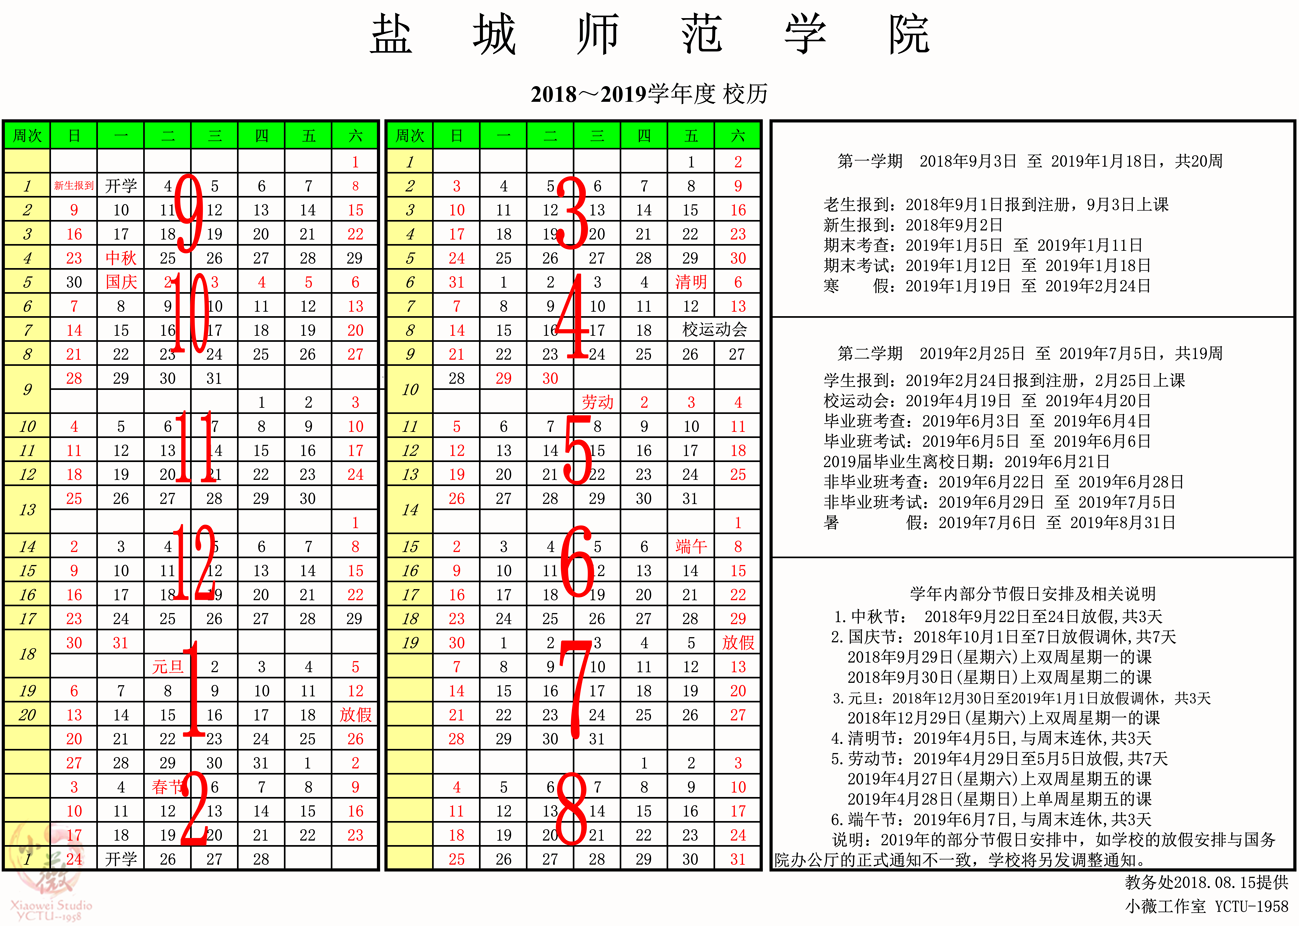 盐城师范学院
2018～2019学年度 校历
周次 日 一 二 三 四 五 六
1
1 新生报到 开学 4 5 6 7 8
2 9 10 11 12 13 14 15
3 16 17 18 19 20 21 22
4 23 中秋 25 26 27 28 29
5 30 国庆 2 3 4 5 6
6 7 8 9 10 11 12 13
7 14 15 16 17 18 19 20
8 21 22 23 24 25 26 27
9 28 29 30 31
1 2 3
10 4 5 6 7 8 9 10
11 11 12 13 14 15 16 17
12 18 19 20 21 22 23 24
13 25 26 27 28 29 30
1
14 2 3 4 5 6 7 8
15 9 10 11 12 13 14 15
16 16 17 18 19 20 21 22
17 23 24 25 26 27 28 29
18 30 31
元旦 2 3 4 5
19 6 7 8 9 10 11 12
20 13 14 15 16 17 18 放假
20 21 22 23 24 25 26
27 28 29 30 31 1 2
3 4 春节 6 7 8 9
10 11 12 13 14 15 16
17 18 19 20 21 22 23
1 24 开学 26 27 28
9
10
11
12
1
2
周次 日 一 二 三 四 五 六
1 1 2
2 3 4 5 6 7 8 9
3 10 11 12 13 14 15 16
4 17 18 19 20 21 22 23
5 24 25 26 27 28 29 30
6 31 1 2 3 4 清明 6
7 7 8 9 10 11 12 13
8 14 15 16 17 18 校运动会
9 21 22 23 24 25 26 27
10 28 29 30
劳动 2 3 4
11 5 6 7 8 9 10 11
12 12 13 14 15 16 17 18
13 19 20 21 22 23 24 25
14 26 27 28 29 30 31
1
15 2 3 4 5 6 端午 8
16 9 10 11 12 13 14 15
17 16 17 18 19 20 21 22
18 23 24 25 26 27 28 29
19 30 1 2 3 4 5 放假
7 8 9 10 11 12 13
14 15 16 17 18 19 20
21 22 23 24 25 26 27
28 29 30 31
1 2 3
4 5 6 7 8 9 10
11 12 13 14 15 16 17
18 19 20 21 22 23 24
25 26 27 28 29 30 31
3
4
5
6
7
8
第一学期 2018年9月3日 至 2019年1月18日，共20周
老生报到：2018年9月1日报到注册，9月3日上课
新生报到：2018年9月2日
期末考查：2019年1月5日 至 2019年1月11日
期末考试：2019年1月12日 至 2019年1月18日
寒 假：2019年1月19日 至 2019年2月24日
第二学期 2019年2月25日 至 2019年7月5日，共19周
学生报到：2019年2月24日报到注册，2月25日上课
校运动会：2019年4月19日 至 2019年4月20日
毕业班考查：2019年6月3日 至 2019年6月4日
毕业班考试：2019年6月5日 至 2019年6月6日
2019届毕业生离校日期：2019年6月21日
非毕业班考查：2019年6月22日 至 2019年6月28日
非毕业班考试：2019年6月29日 至 2019年7月5日
暑 假：2019年7月6日 至 2019年8月31日
学年内部分节假日安排及相关说明
1.中秋节： 2018年9月22日至24日放假,共3天
2.国庆节：2018年10月1日至7日放假调休,共7天
2018年9月29日(星期六)上双周星期一的课
2018年9月30日(星期日)上双周星期二的课
3.元旦：2018年12月30日至2019年1月1日放假调休，共3天
2018年12月29日(星期六)上双周星期一的课
4.清明节：2019年4月5日,与周末连休,共3天
5.劳动节：2019年4月29日至5月5日放假,共7天
2019年4月27日(星期六)上双周星期五的课
2019年4月28日(星期日)上单周星期五的课
6.端午节：2019年6月7日,与周末连休,共3天
说明：2019年的部分节假日安排中，如学校的放假安排与国务
院办公厅的正式通知不一致，学校将另发调整通知。
教务处2018.08.15提供
小薇工作室 YCTU-1958
小薇
Xiaowei Studio
YCTU--1958